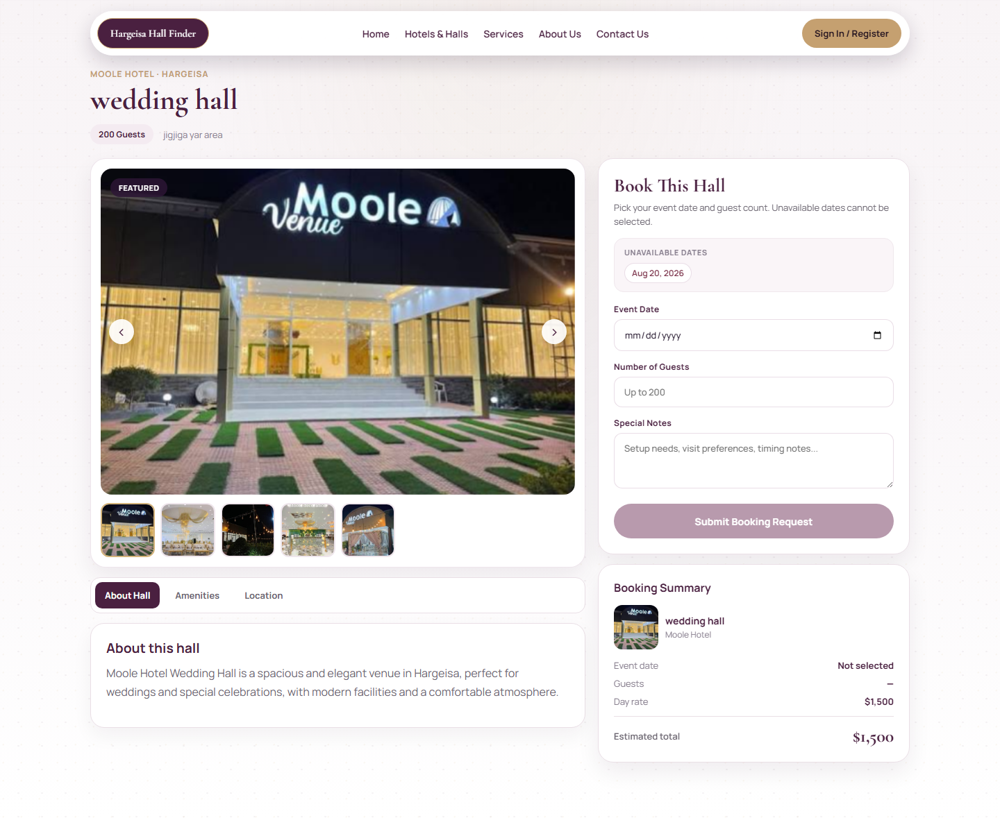 Hargeisa Hall Finder
Home
Hotels & Halls
Services
About Us
Contact Us
Sign In / Register
MOOLE HOTEL · HARGEISA
wedding hall
200 Guests
jigjiga yar area
FEATURED
Moole
Venue
Moole
Moole
About Hall
Amenities
Location
About this hall
Moole Hotel Wedding Hall is a spacious and elegant venue in Hargeisa, perfect for
weddings and special celebrations, with modern facilities and a comfortable atmosphere.
Book This Hall
Pick your event date and guest count. Unavailable dates cannot be
selected.
UNAVAILABLE DATES
Aug 20, 2026
Event Date
mm/dd/yyyy
Number of Guests
Up to 200
Special Notes
Setup needs, visit preferences, timing notes...
Submit Booking Request
Booking Summary
Moole
wedding hall
Moole Hotel
Event date
Not selected
Guests
—
Day rate
$1,500
Estimated total
$1,500